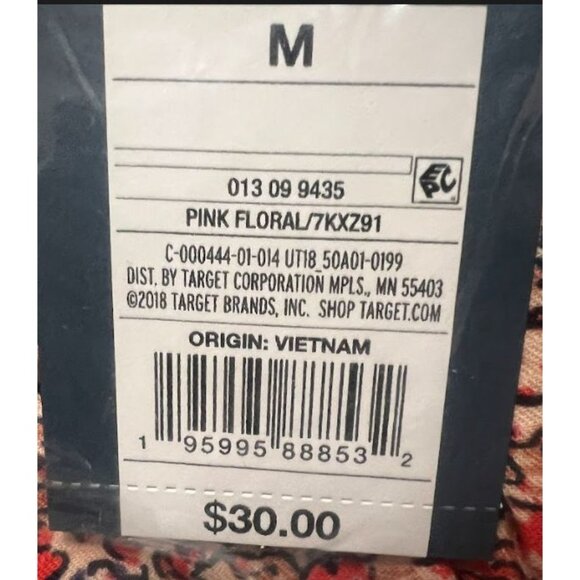 M
EPC
013 09 9435
PINK FLORAL/7KXZ91
C-000444-01-014 UT18 50A01-0199
DIST. BY TARGET CORPORATION MPLS., MN 55403
©2018 TARGET BRANDS, INC. SHOP TARGET.COM
ORIGIN: VIETNAM
1 95995 88853 2
$30.00